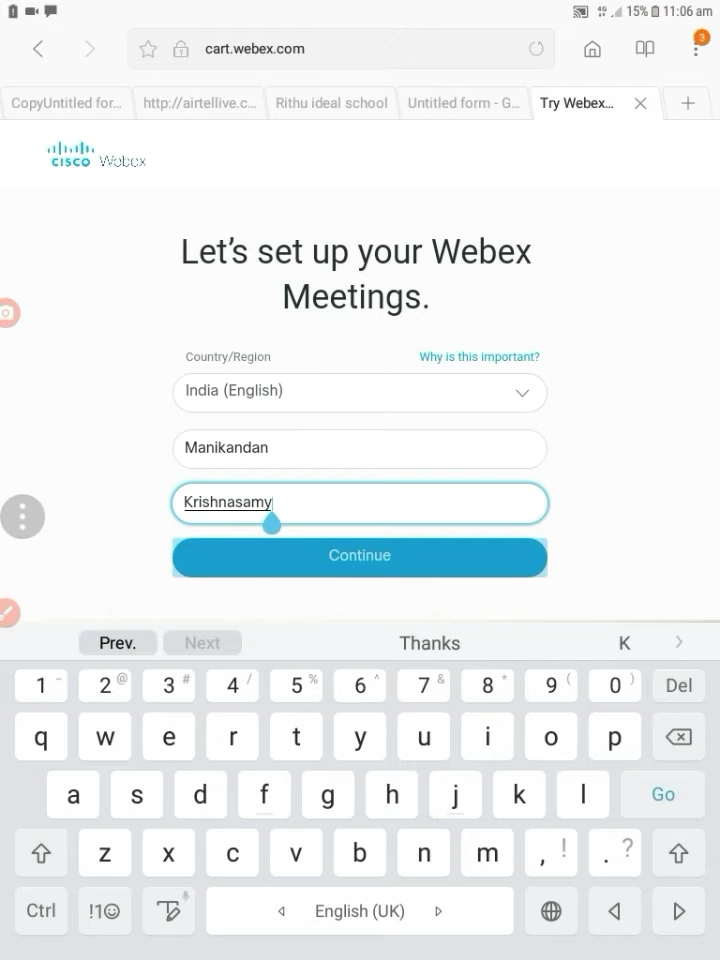 15% 11:06 am
cart.webex.com
3
CopyUntitled for...
http://airtellive.c...
Rithu ideal school
Untitled form - G...
Try Webex...
CISCO Webex
Let's set up your Webex
Meetings.
Country/Region
Why is this important?
India (English)
Manikandan
Krishnasamy
Continue
Prev. Next Thanks K
1 - 2 @ 3 # 4 / 5 % 6 ^ 7 & 8 * 9 ( 0 ) Del
q w e r t y u i o p
a s d f g h j k l Go
z x c v b n m , ! . ?
Ctrl !1☺ T English (UK)